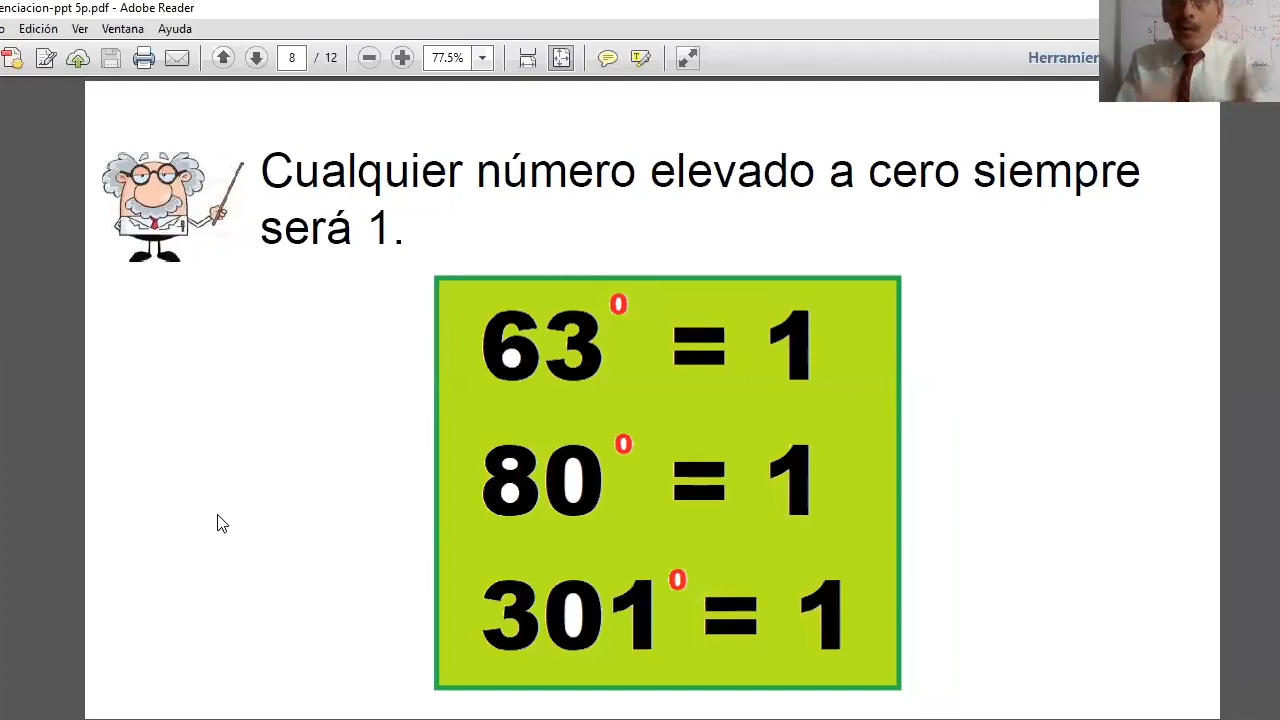 enciacion-ppt 5p.pdf - Adobe Reader
o Edición Ver Ventana Ayuda
8 / 12 77.5% Herramien
Cualquier número elevado a cero siempre
será 1.
63⁰ = 1
80⁰ = 1
301⁰ = 1